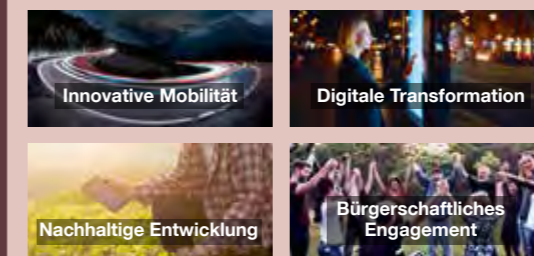 Innovative Mobilität
Digitale Transformation
Nachhaltige Entwicklung
Bürgerschaftliches
Engagement